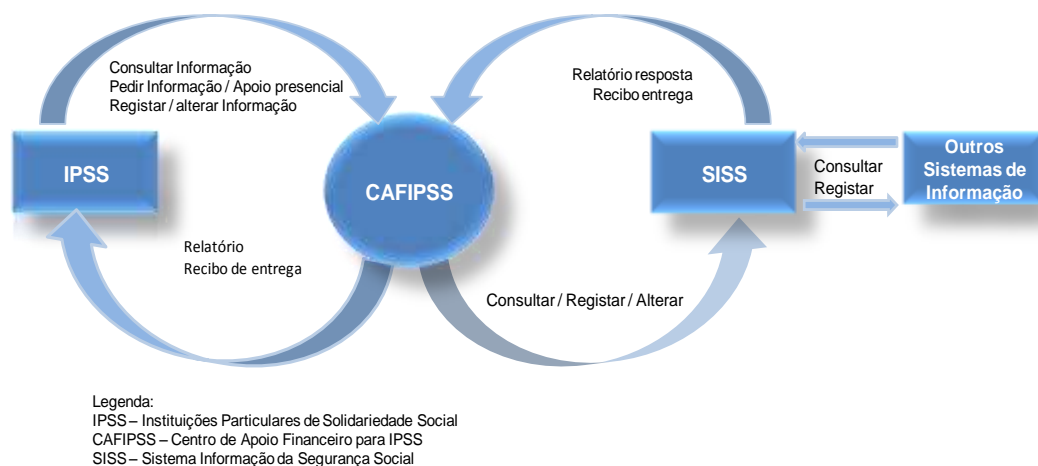 Consultar Informação
Pedir Informação / Apoio presencial
Registar / alterar Informação
Relatório resposta
Recibo entrega
IPSS
CAFIPSS
SISS
Consultar
Registar
Outros
Sistemas de
Informação
Relatório
Recibo de entrega
Consultar / Registar / Alterar
Legenda:
IPSS – Instituições Particulares de Solidariedade Social
CAFIPSS – Centro de Apoio Financeiro para IPSS
SISS – Sistema Informação da Segurança Social